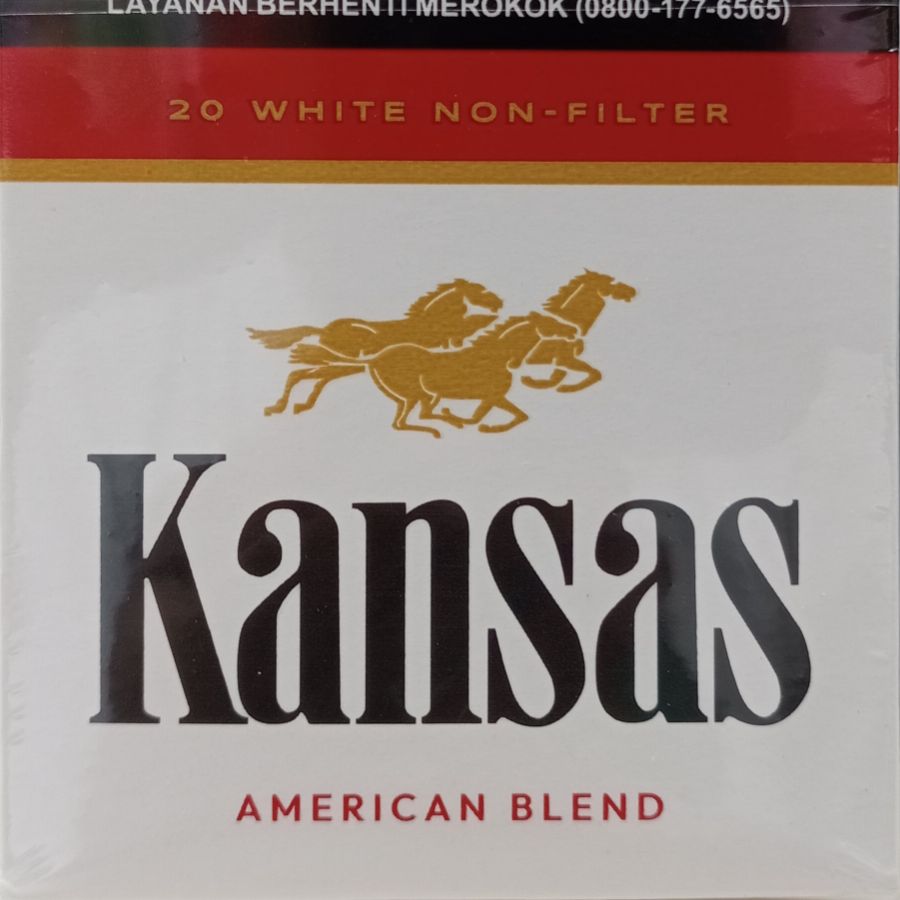 LAYANAN BERHENTI MEROKOK (0800-177-6565)
20 WHITE NON-FILTER
Kansas
AMERICAN BLEND